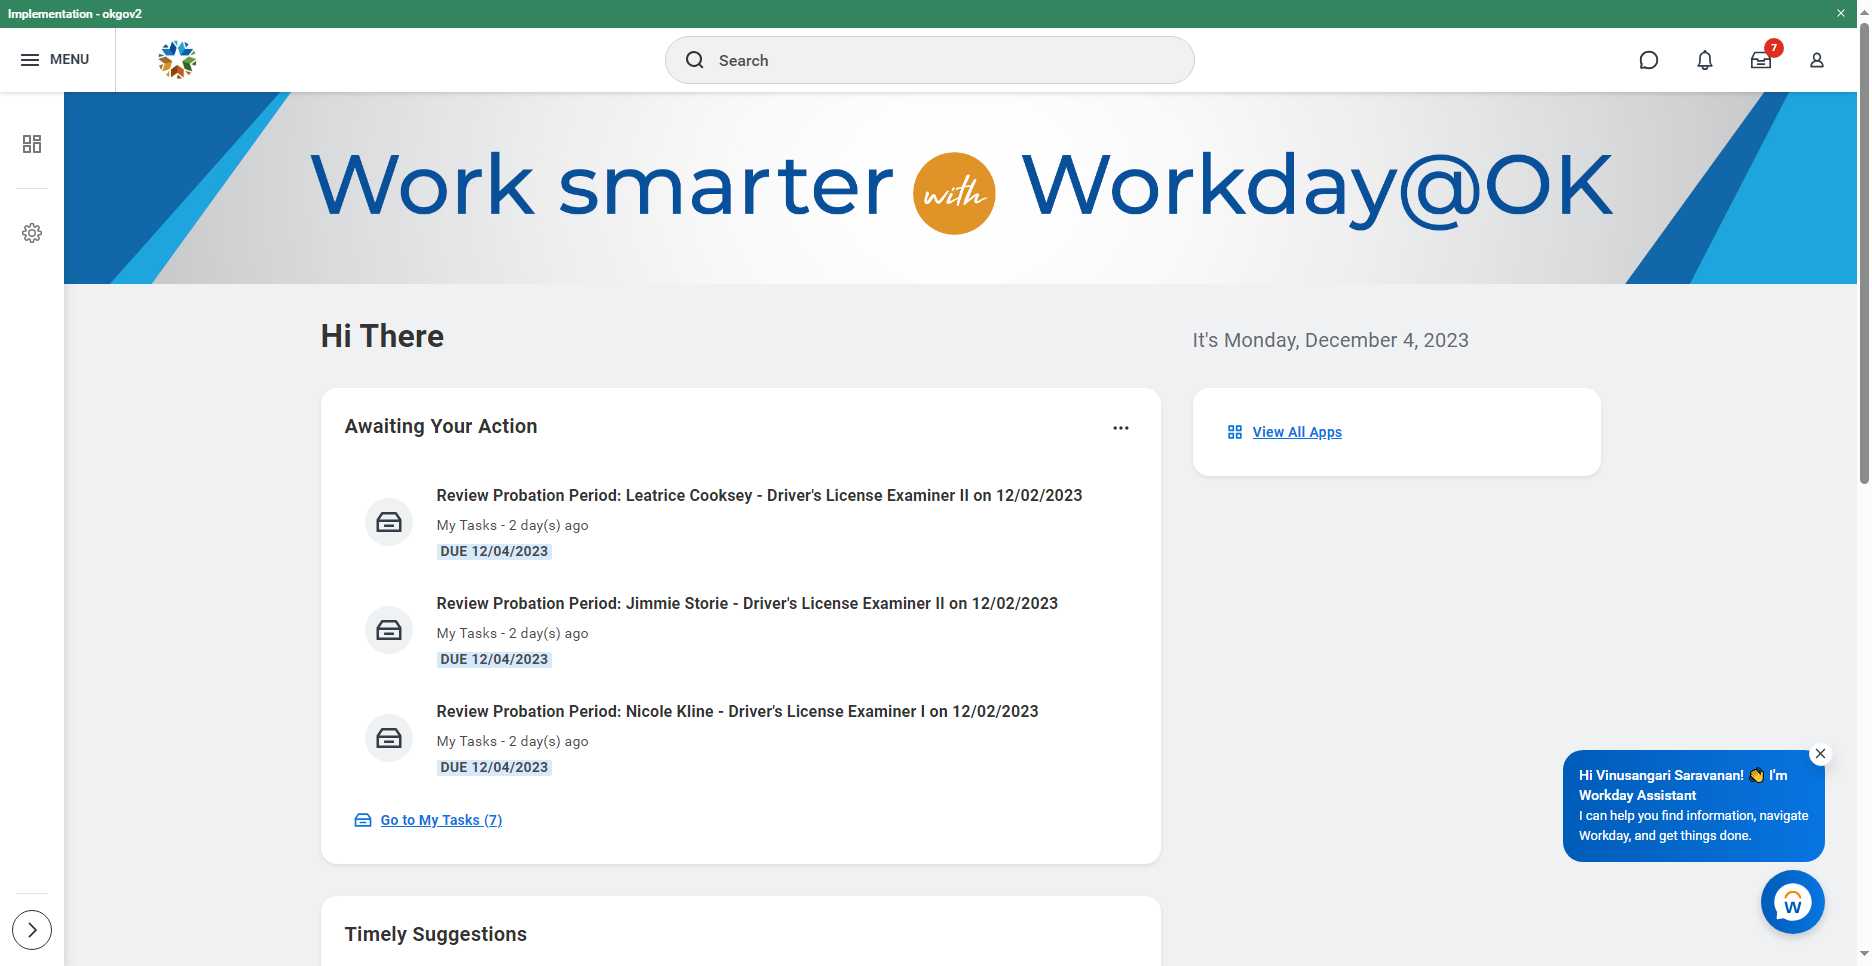 Implementation - okgov2
MENU
Search
7
Work smarter with Workday@OK
Hi There
It's Monday, December 4, 2023
Awaiting Your Action
View All Apps
Review Probation Period: Leatrice Cooksey - Driver's License Examiner II on 12/02/2023
My Tasks - 2 day(s) ago
DUE 12/04/2023
Review Probation Period: Jimmie Storie - Driver's License Examiner II on 12/02/2023
My Tasks - 2 day(s) ago
DUE 12/04/2023
Review Probation Period: Nicole Kline - Driver's License Examiner I on 12/02/2023
My Tasks - 2 day(s) ago
DUE 12/04/2023
Go to My Tasks (7)
Hi Vinusangari Saravanan! 👋 I'm
Workday Assistant
I can help you find information, navigate
Workday, and get things done.
W
Timely Suggestions